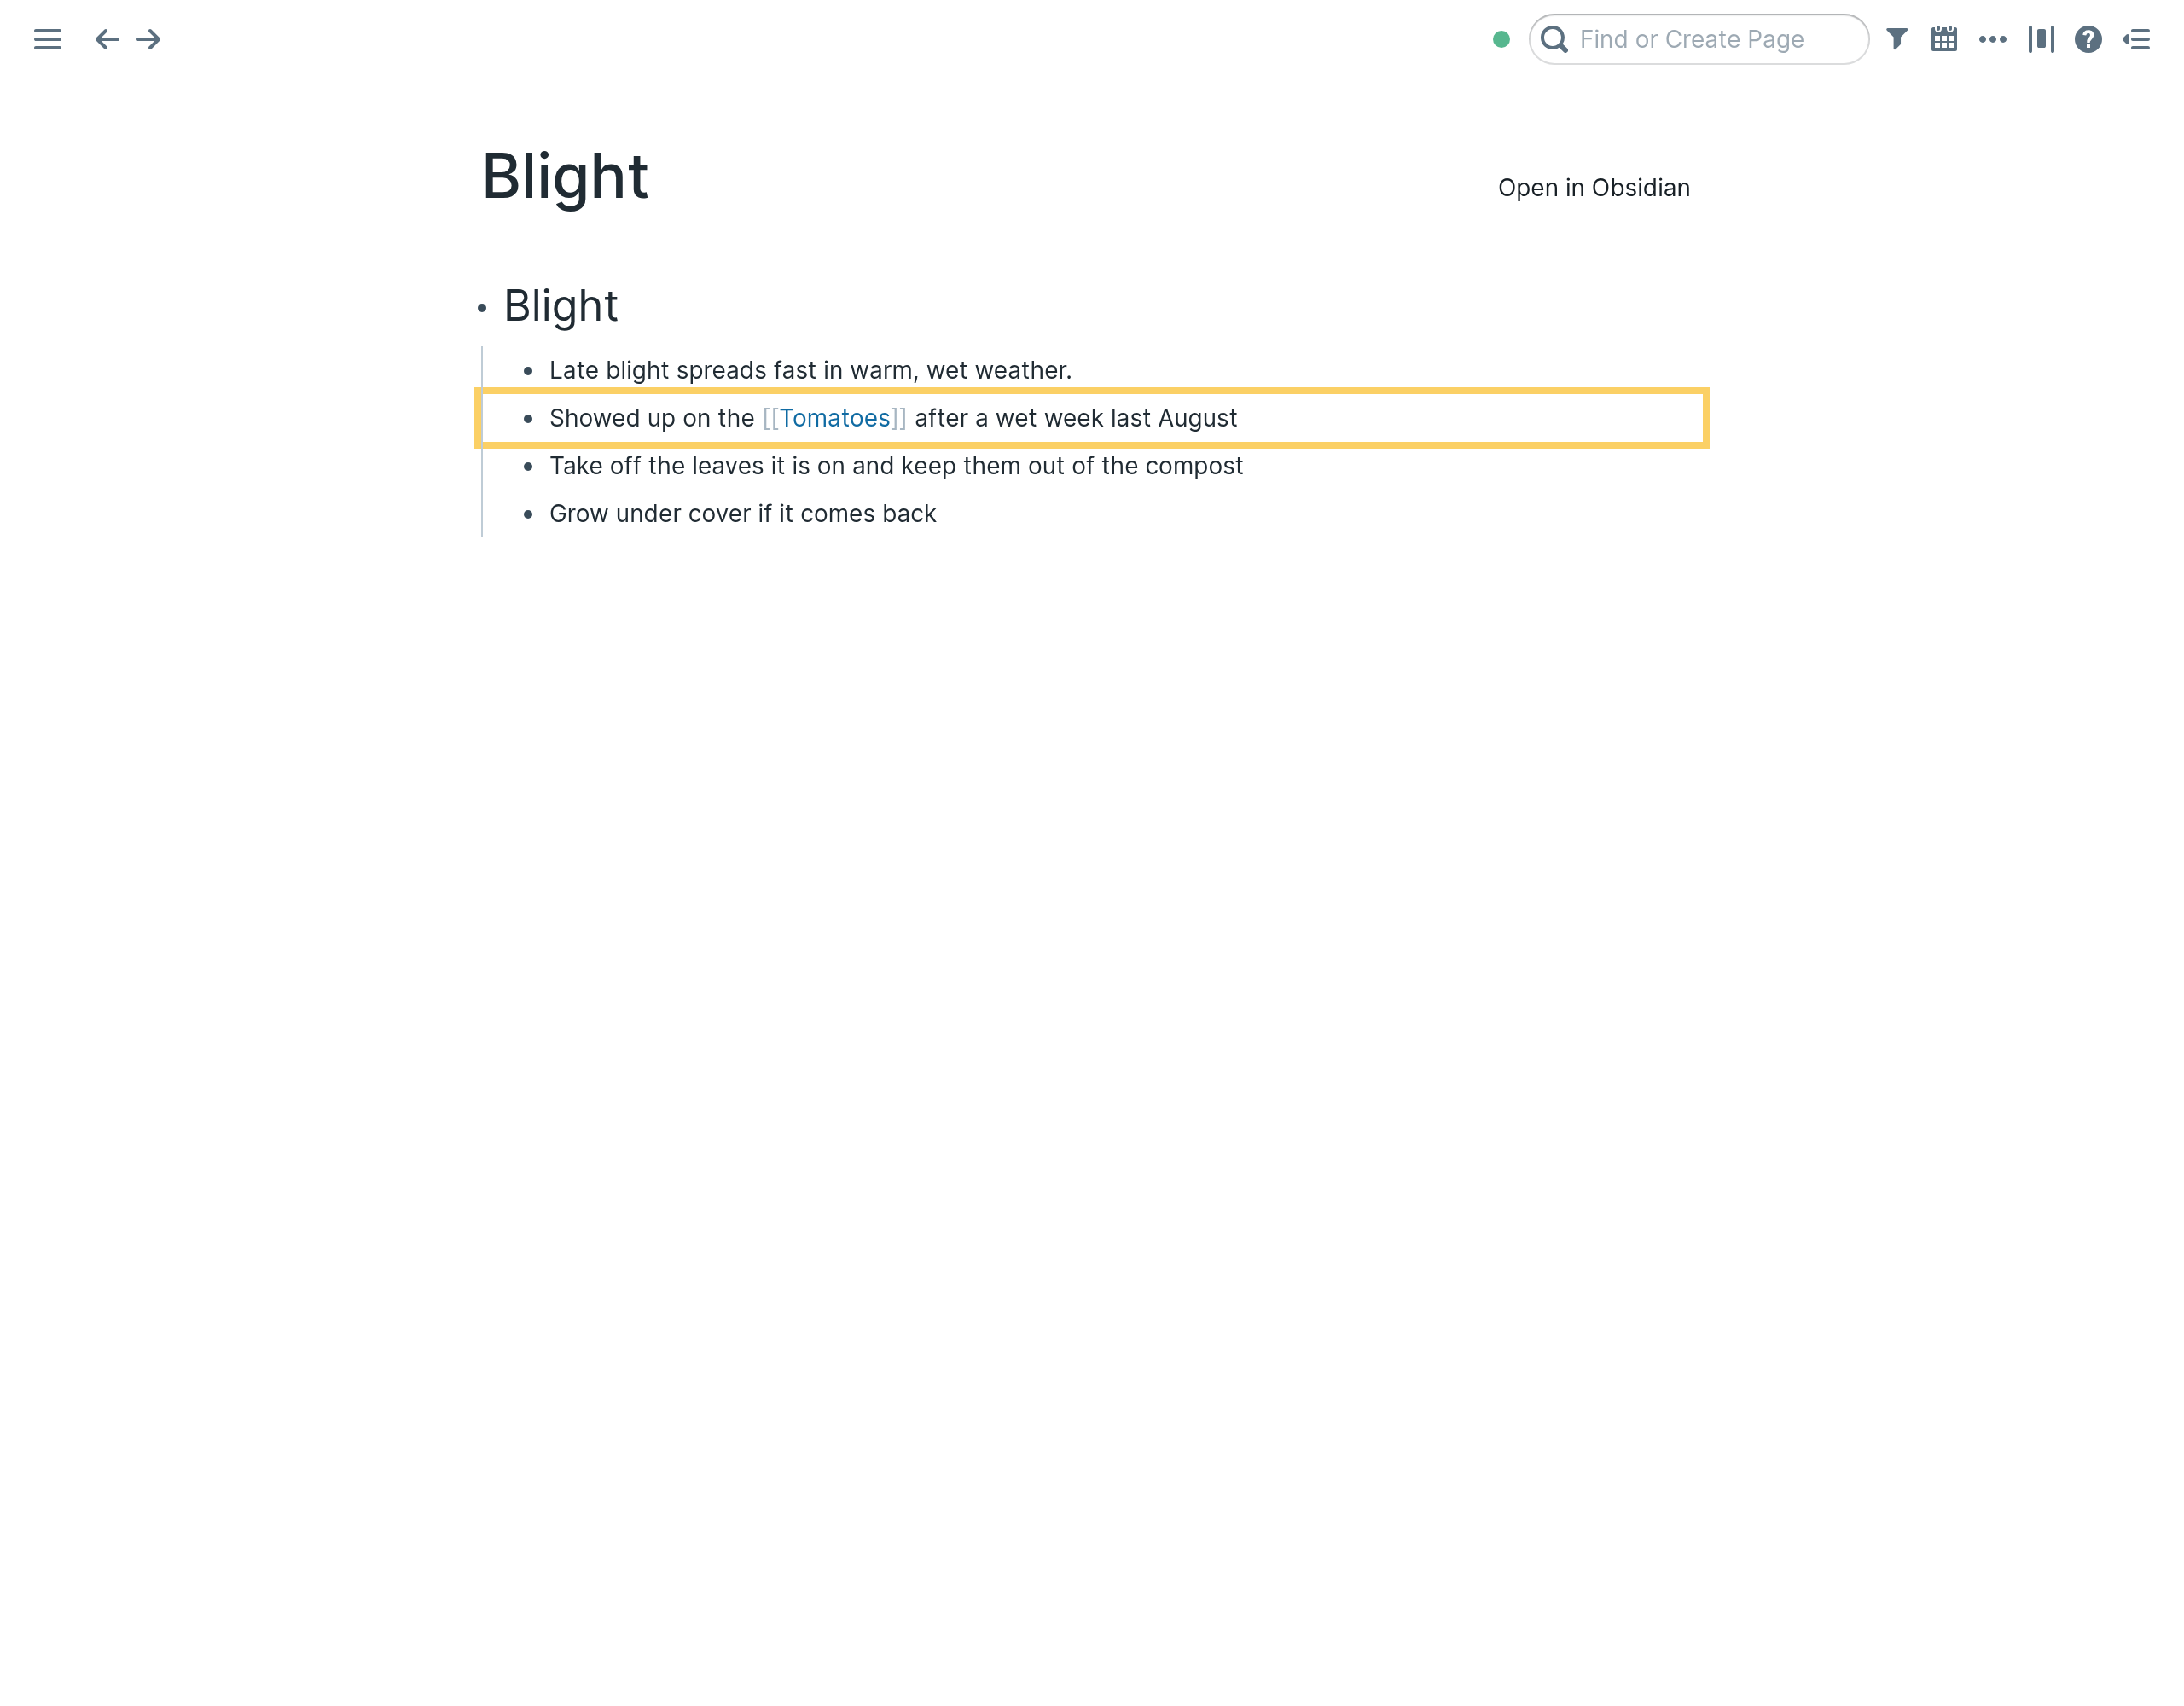 Find or Create Page
Blight
Open in Obsidian
Blight
Late blight spreads fast in warm, wet weather.
Showed up on the [[Tomatoes]] after a wet week last August
Take off the leaves it is on and keep them out of the compost
Grow under cover if it comes back